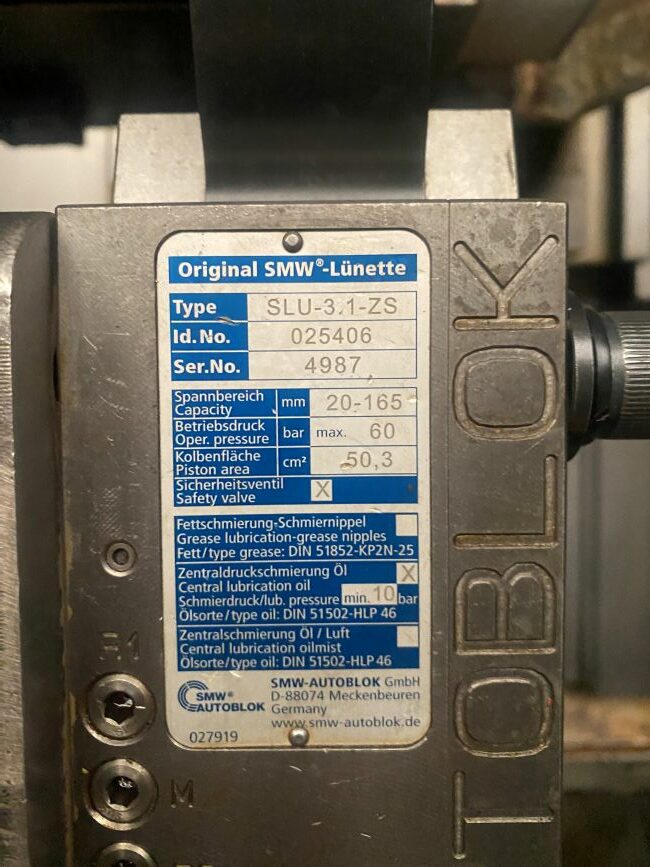 Original SMW®-Lünette
Type SLU-3.1-ZS
Id.No. 025406
Ser.No. 4987
Spannbereich
Capacity mm 20-165
Betriebsdruck
Oper. pressure bar max. 60
Kolbenfläche
Piston area cm² 50,3
Sicherheitsventil
Safety valve X
Fettschmierung-Schmiernippel
Grease lubrication-grease nipples
Fett/type grease: DIN 51852-KP2N-25
Zentraldruckschmierung Öl X
Central lubrication oil
Schmierdruck/lub. pressure min. 10 bar
Ölsorte/type oil: DIN 51502-HLP 46
Zentralschmierung Öl / Luft
Central lubrication oilmist
Ölsorte/type oil: DIN 51502-HLP 46
SMW®
AUTOBLOK
SMW-AUTOBLOK GmbH
D-88074 Meckenbeuren
Germany
www.smw-autoblok.de
027919
M
TOBLOK